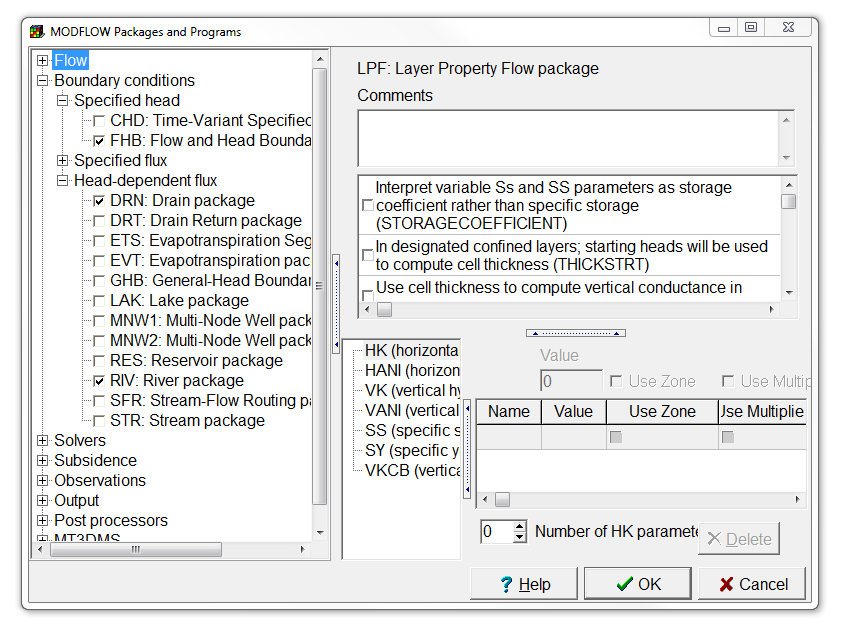 MODFLOW Packages and Programs
Flow
Boundary conditions
Specified head
CHD: Time-Variant Specified
FHB: Flow and Head Bounda
Specified flux
Head-dependent flux
DRN: Drain package
DRT: Drain Return package
ETS: Evapotranspiration Seg
EVT: Evapotranspiration pac
GHB: General-Head Boundar
LAK: Lake package
MNW1: Multi-Node Well pack
MNW2: Multi-Node Well pack
RES: Reservoir package
RIV: River package
SFR: Stream-Flow Routing pa
STR: Stream package
Solvers
Subsidence
Observations
Output
Post processors
MT3DMS
LPF: Layer Property Flow package
Comments
Interpret variable Ss and SS parameters as storage
coefficient rather than specific storage
(STORAGECOEFFICIENT)
In designated confined layers; starting heads will be used
to compute cell thickness (THICKSTRT)
Use cell thickness to compute vertical conductance in
HK (horizonta
HANI (horizon
VK (vertical hy
VANI (vertical
SS (specific s
SY (specific y
VKCB (vertica
Value
0 Use Zone Use Multip
Name Value Use Zone Use Multiplie
0 Number of HK paramete
Delete
Help OK Cancel